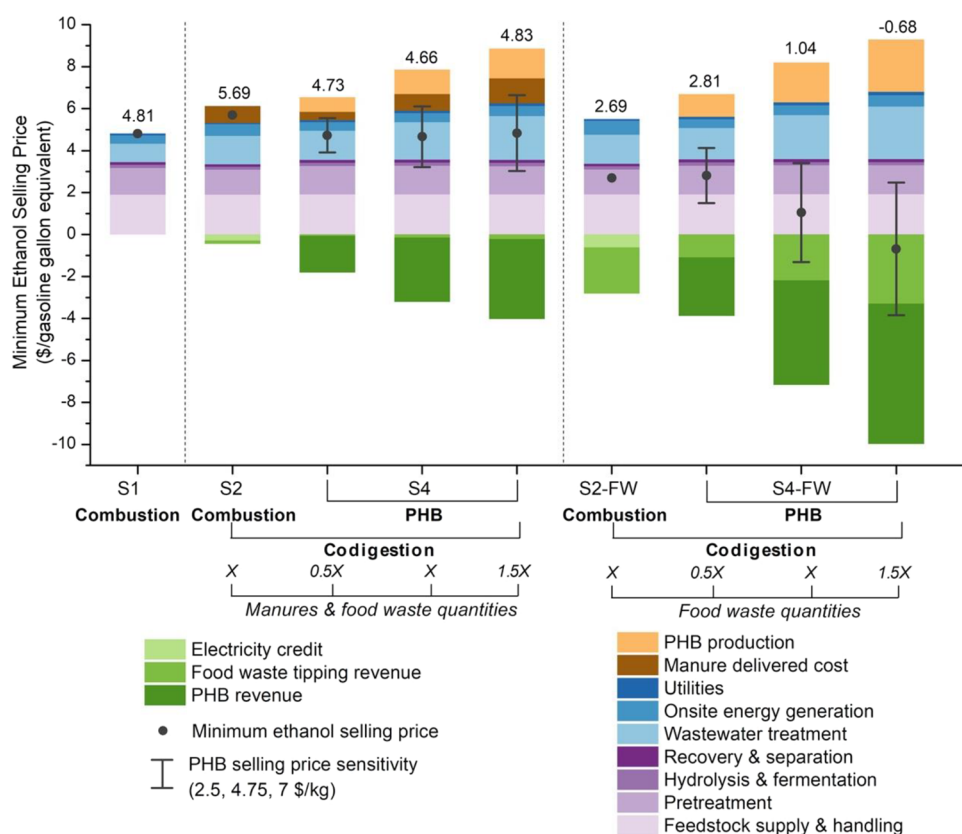 Minimum Ethanol Selling Price
($/gasoline gallon equivalent)
10
8
6
4
2
0
-2
-4
-6
-8
-10
4.81
5.69
4.73
4.66
4.83
2.69
2.81
1.04
-0.68
S1
S2
S4
S2-FW
S4-FW
Combustion
Combustion
PHB
Combustion
PHB
Codigestion
Codigestion
X
0.5X
X
1.5X
X
0.5X
X
1.5X
Manures & food waste quantities
Food waste quantities
Electricity credit
Food waste tipping revenue
PHB revenue
Minimum ethanol selling price
PHB selling price sensitivity
(2.5, 4.75, 7 $/kg)
PHB production
Manure delivered cost
Utilities
Onsite energy generation
Wastewater treatment
Recovery & separation
Hydrolysis & fermentation
Pretreatment
Feedstock supply & handling